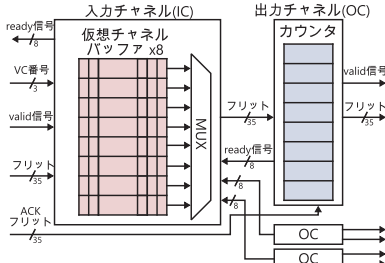 入力チャネル(IC)
出力チャネル(OC)
ready信号
8
仮想チャネル
バッファ x8
カウンタ
VC番号
3
valid信号
フリット
35
ACK
フリット
35
MUX
フリット
35
ready信号
8
8
8
valid信号
フリット
35
OC
OC